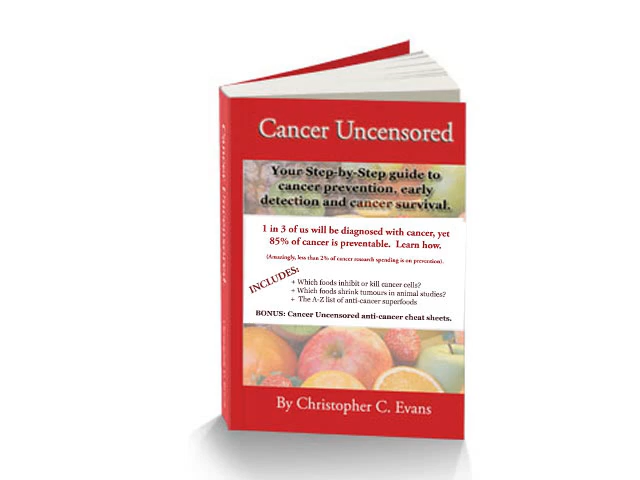 Cancer Uncensored
Your Step-by-Step guide to
cancer prevention, early
detection and cancer survival.
1 in 3 of us will be diagnosed with cancer, yet
85% of cancer is preventable. Learn how.
(Amazingly, less than 2% of cancer research spending is on prevention).
INCLUDES:
+ Which foods inhibit or kill cancer cells?
+ Which foods shrink tumours in animal studies?
+ The A-Z list of anti-cancer superfoods
BONUS: Cancer Uncensored anti-cancer cheat sheets.
By Christopher C. Evans
Cancer Uncensored